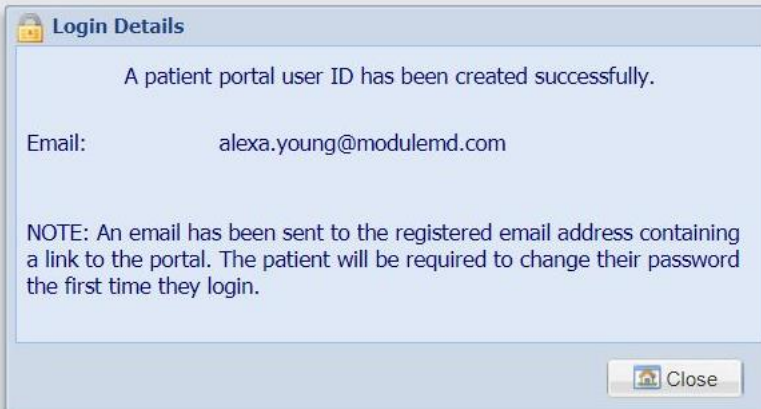 Login Details
A patient portal user ID has been created successfully.
Email: alexa.young@modulemd.com
NOTE: An email has been sent to the registered email address containing
a link to the portal. The patient will be required to change their password
the first time they login.
Close